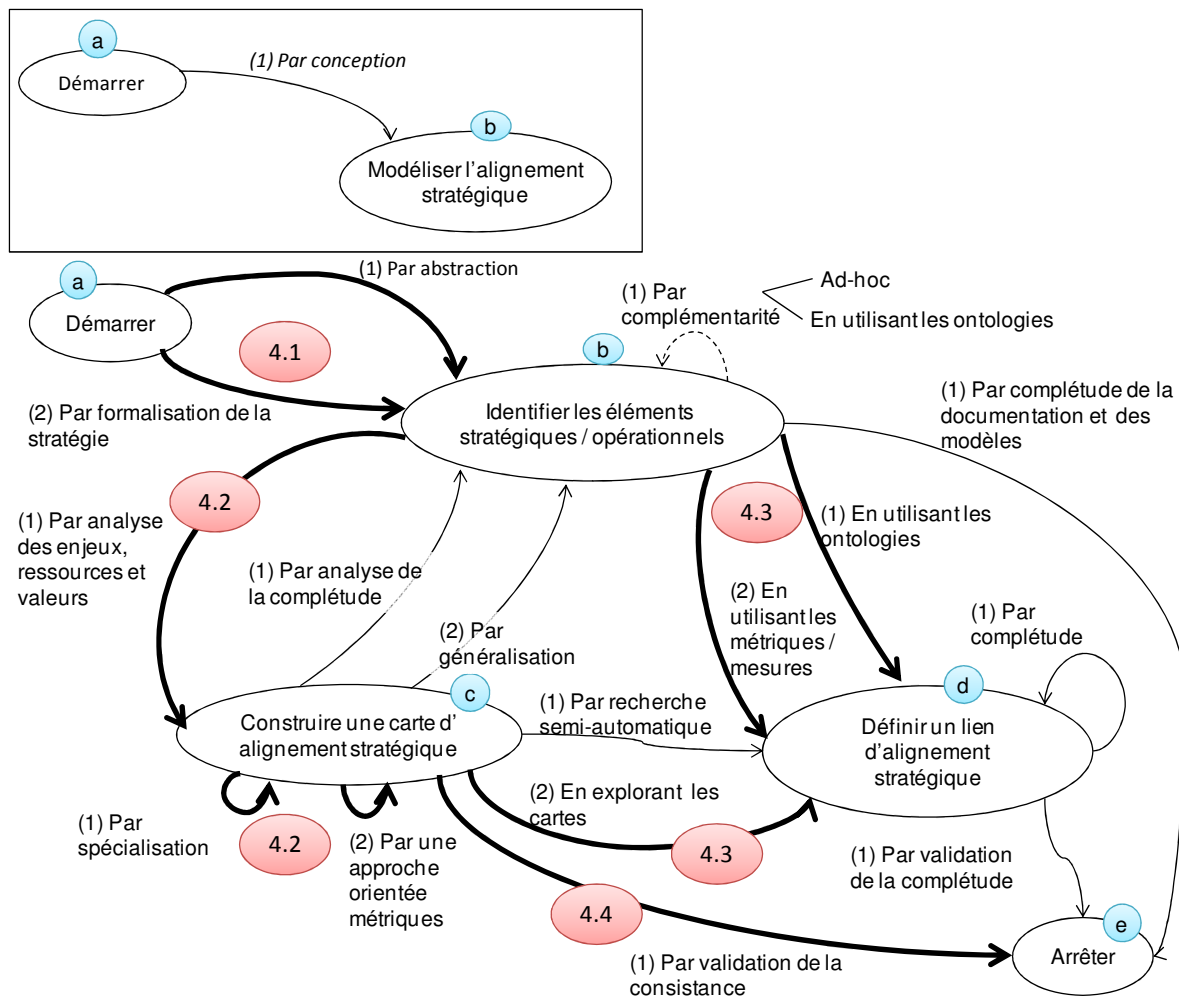 a
Démarrer
(1) Par conception
b
Modéliser l'alignement
stratégique
(1) Par abstraction
a
Démarrer
4.1
(2) Par formalisation de la
stratégie
(1) Par
complémentarité
Ad-hoc
En utilisant les ontologies
b
Identifier les éléments
stratégiques / opérationnels
(1) Par complétude de la
documentation et des
modèles
4.2
(1) Par analyse
des enjeux,
ressources et
valeurs
4.3
(1) En utilisant les
ontologies
(1) Par analyse de
la complétude
(2) Par
généralisation
(2) En
utilisant les
métriques /
mesures
(1) Par
complétude
c
Construire une carte d'
alignement stratégique
(1) Par recherche
semi-automatique
d
Définir un lien
d'alignement
stratégique
(1) Par
spécialisation
4.2
(2) Par une
approche
orientée
métriques
(2) En explorant les
cartes
4.3
4.4
(1) Par validation
de la complétude
(1) Par validation de la
consistance
e
Arrêter